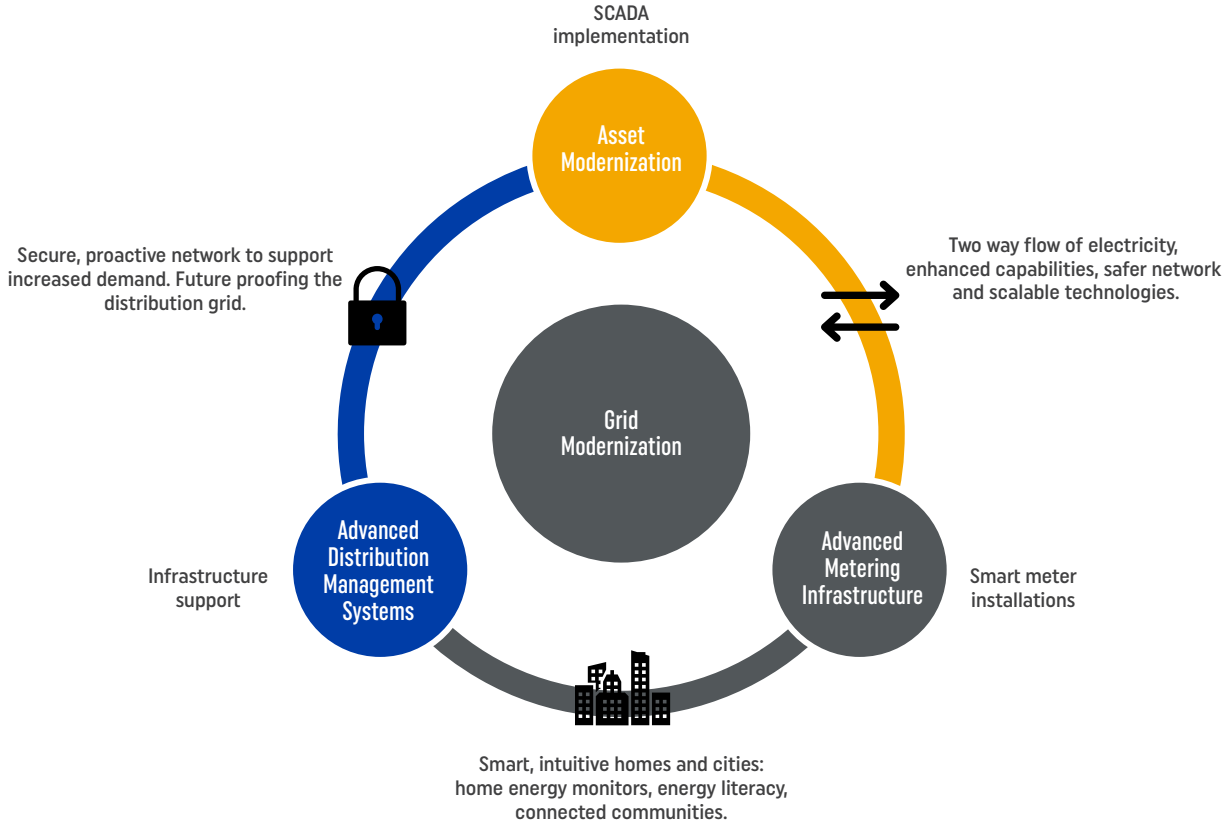 SCADA
implementation
Asset
Modernization
Secure, proactive network to support
increased demand. Future proofing the
distribution grid.
Two way flow of electricity,
enhanced capabilities, safer network
and scalable technologies.
Grid
Modernization
Infrastructure
support
Advanced
Distribution
Management
Systems
Advanced
Metering
Infrastructure
Smart meter
installations
Smart, intuitive homes and cities:
home energy monitors, energy literacy,
connected communities.